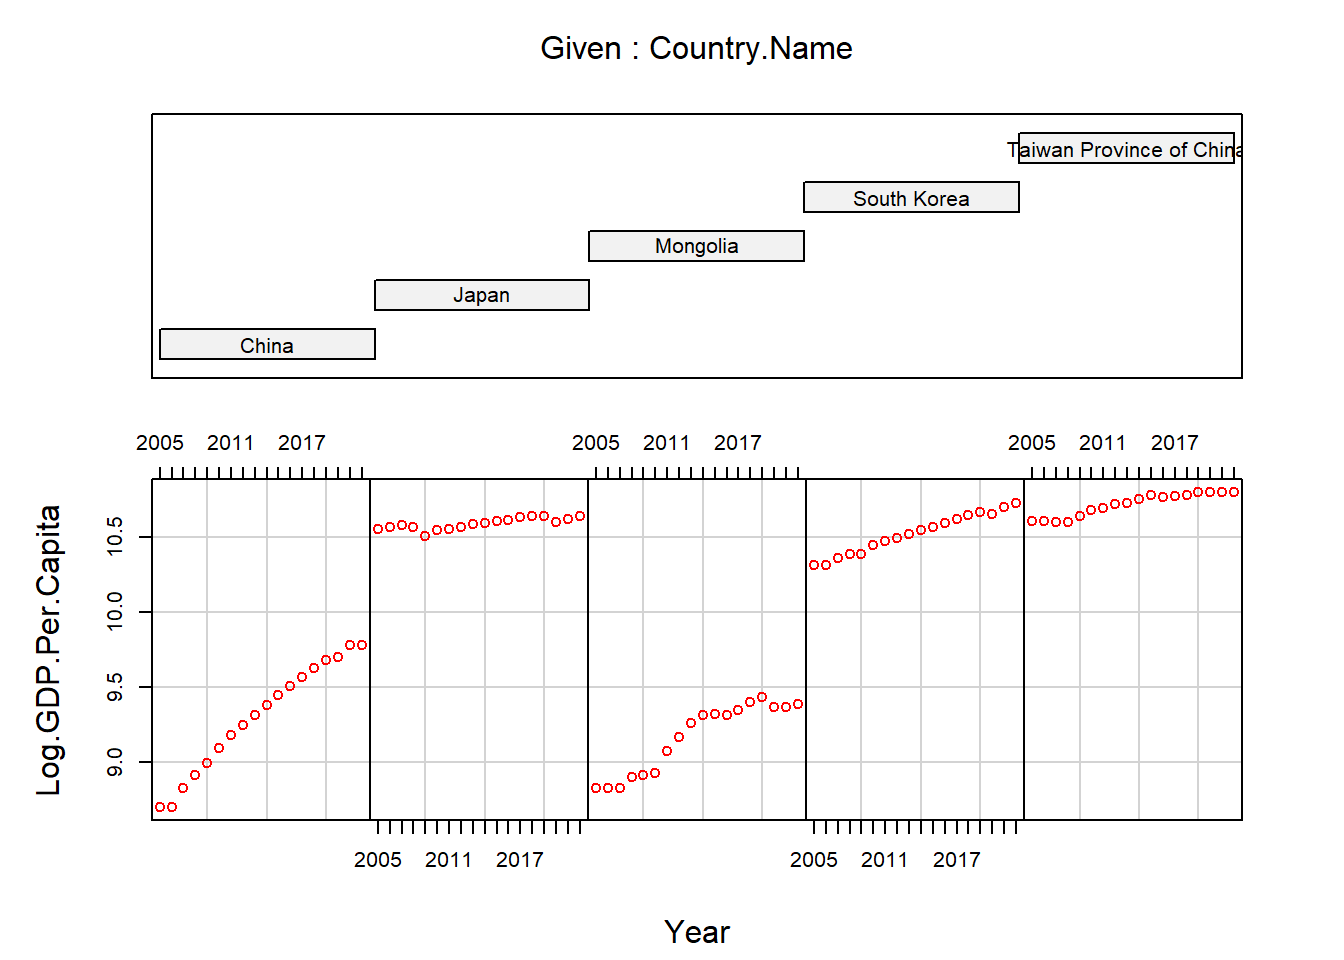 Given : Country.Name
Taiwan Province of China
South Korea
Mongolia
Japan
China
2005 2011 2017 2005 2011 2017 2005 2011 2017
Log.GDP.Per.Capita
10.5
10.0
9.5
9.0
2005 2011 2017 2005 2011 2017
Year